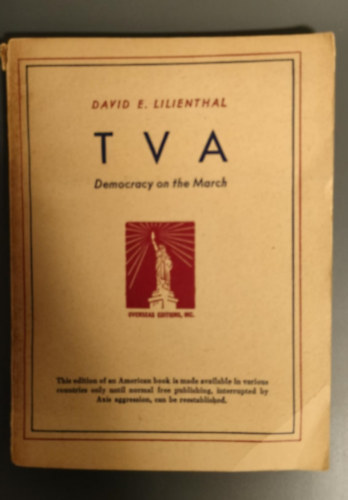 DAVID E. LILIENTHAL
TVA
Democracy on the March
OVERSEAS EDITIONS, INC.
This edition of an American book is made available in various
countries only until normal free publishing, interrupted by
Axis aggression, can be reestablished.